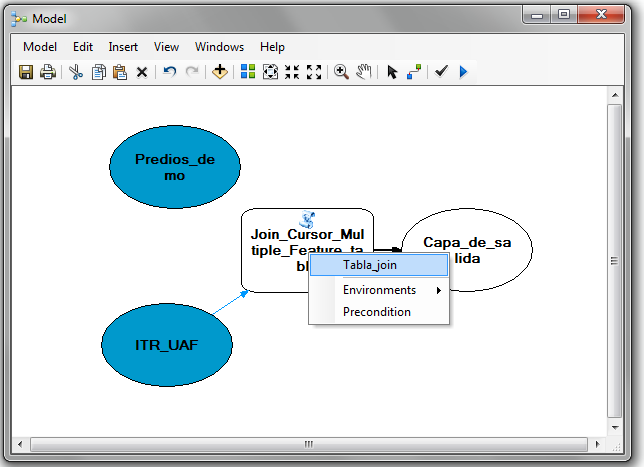 Model
Model Edit Insert View Windows Help
Predios_de
mo
Join_Cursor_Mul
tiple_Feature_ta
bl
Capa_de_sa
lida
Tabla_join
Environments
Precondition
ITR_UAF